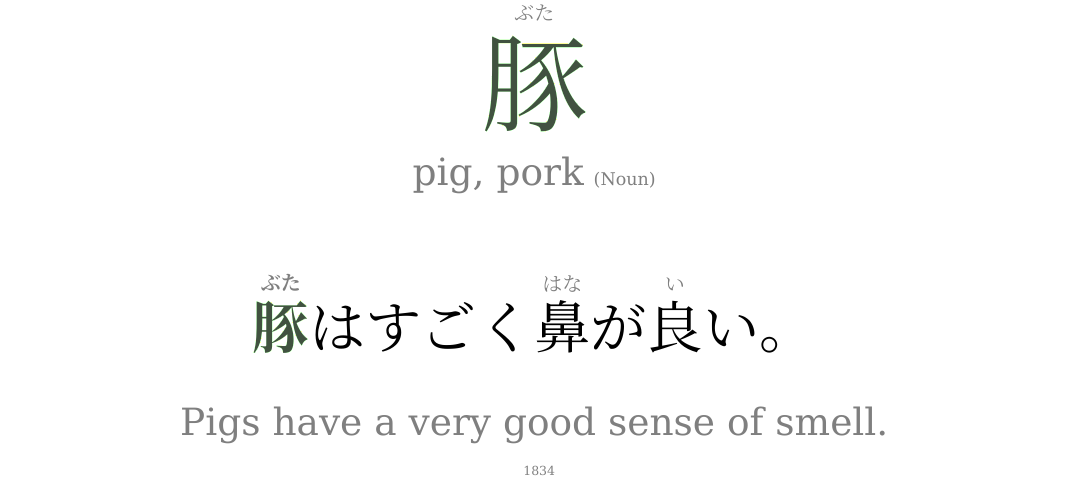 ぶた
豚
pig, pork (Noun)
ぶた はな い
豚はすごく鼻が良い。
Pigs have a very good sense of smell.
1834